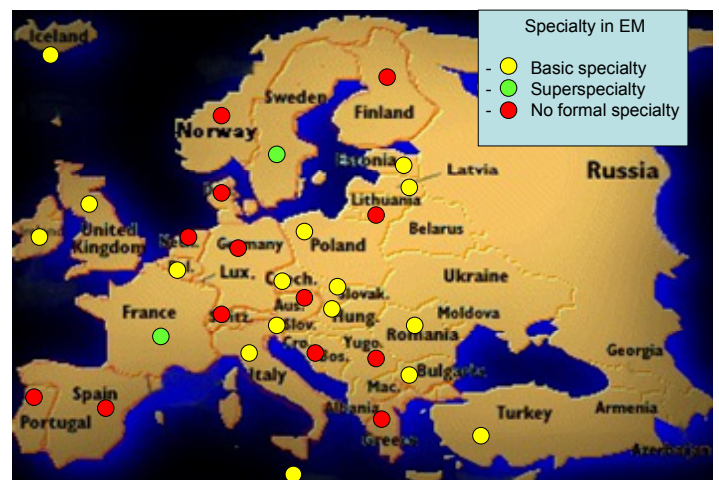 Specialty in EM
- Basic specialty
- Superspecialty
- No formal specialty
Iceland
Sweden
Finland
Norway
Estonia
Latvia
Russia
Lithuania
Belarus
United
Kingdom
Germany
Poland
Lux.
Czech.
Ukraine
Slovak.
France
Aus.
Hung.
Moldova
Slov.
Romania
Cro.
Yugo.
Georgia
Italy
Bos.
Bulgaria
Mac.
Spain
Portugal
Albania
Turkey
Armenia
Greece
Azerbaijan